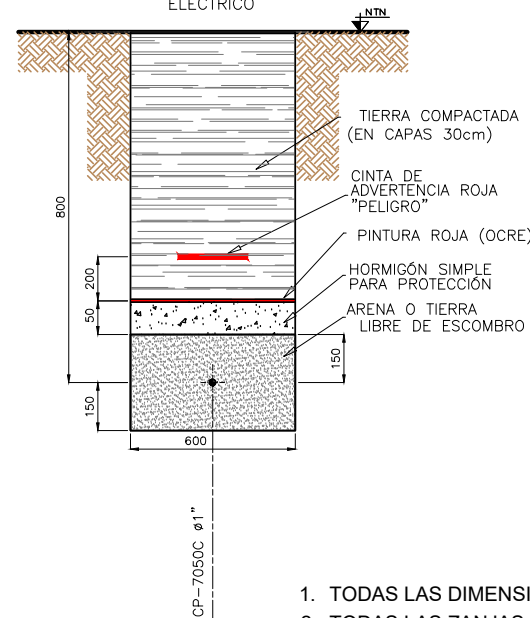 ELÉCTRICO
NTN
TIERRA COMPACTADA
(EN CAPAS 30cm)
CINTA DE
ADVERTENCIA ROJA
"PELIGRO"
PINTURA ROJA (OCRE)
HORMIGÓN SIMPLE
PARA PROTECCIÓN
ARENA O TIERRA
LIBRE DE ESCOMBRO
800
200
50
150
150
600
CP-7050C ø1"
1. TODAS LAS DIMENSI